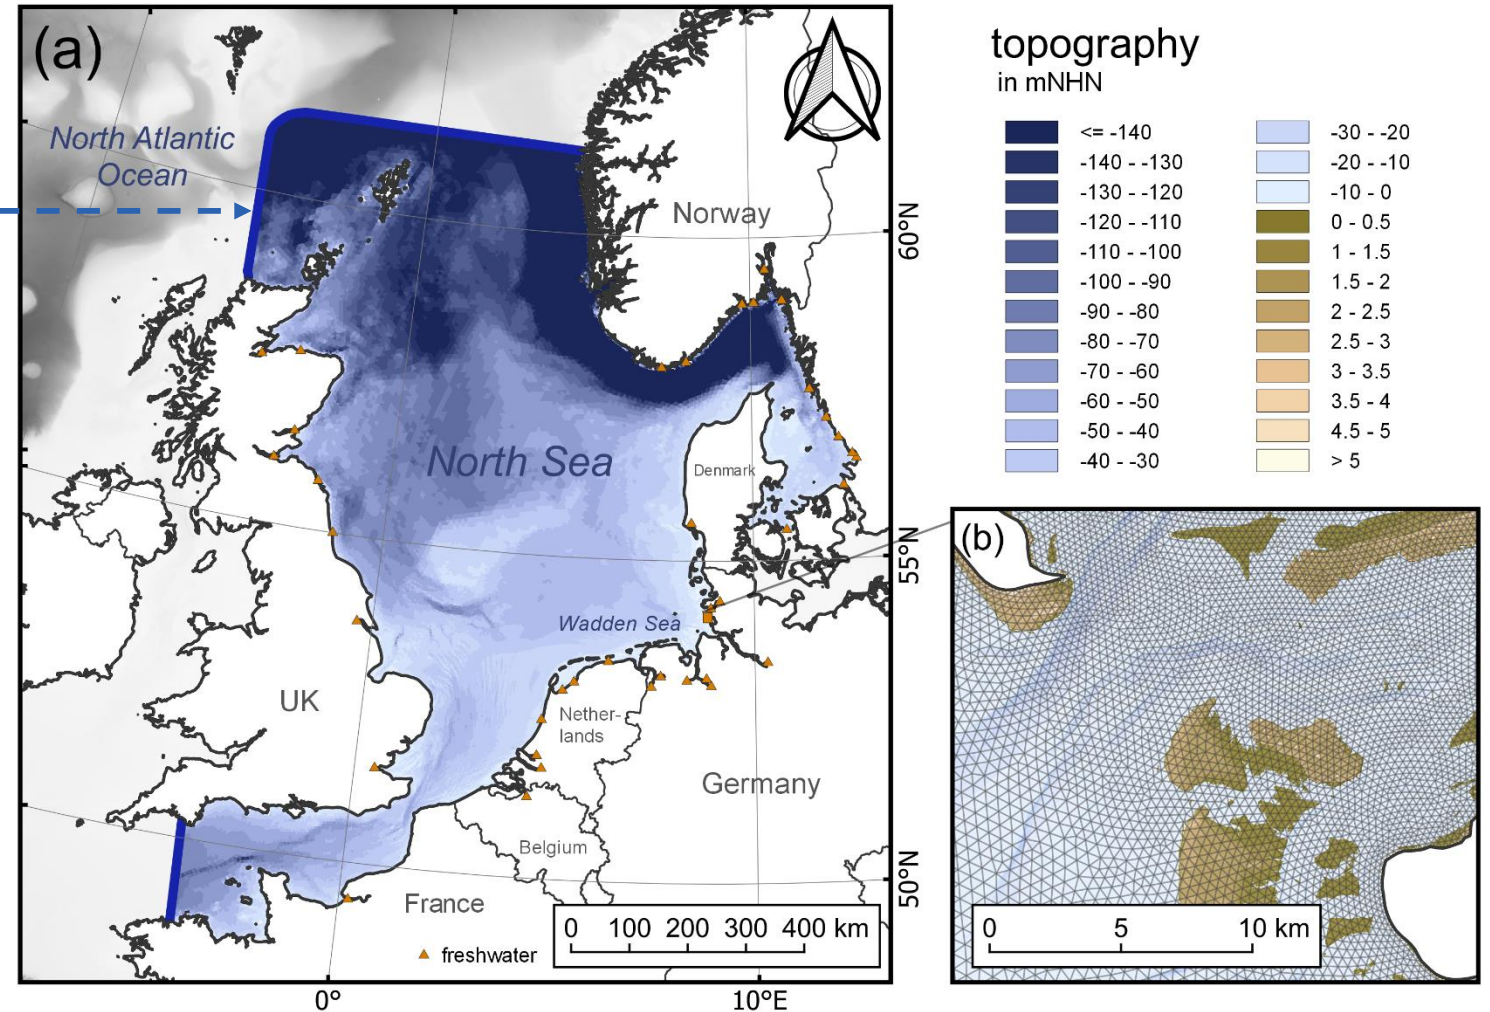 (a)
North Atlantic
Ocean
Norway
North Sea
Denmark
Wadden Sea
UK
Nether-
lands
Germany
Belgium
France
freshwater
0 100 200 300 400 km
0°
10°E
60°N
55°N
50°N
topography
in mNHN
<= -140
-140 - -130
-130 - -120
-120 - -110
-110 - -100
-100 - -90
-90 - -80
-80 - -70
-70 - -60
-60 - -50
-50 - -40
-40 - -30
-30 - -20
-20 - -10
-10 - 0
0 - 0.5
1 - 1.5
1.5 - 2
2 - 2.5
2.5 - 3
3 - 3.5
3.5 - 4
4.5 - 5
> 5
(b)
0 5 10 km